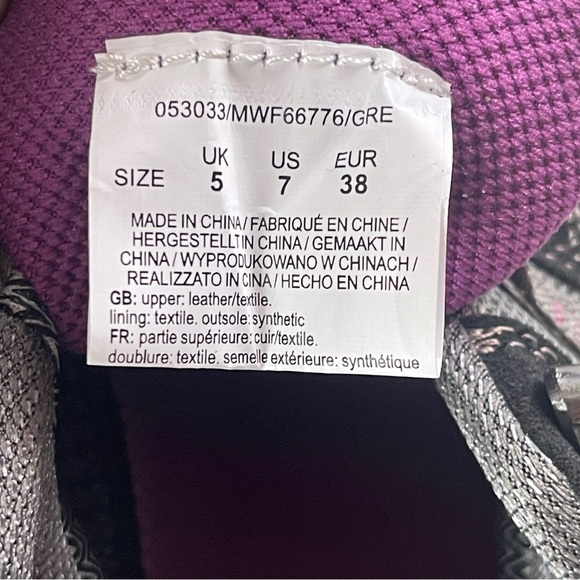 053033/MWF66776/GRE
UK US EUR
SIZE 5 7 38
MADE IN CHINA/FABRIQUÉ EN CHINE/
HERGESTELLT IN CHINA/GEMAAKT IN
CHINA/WYPRODUKOWANO W CHINACH/
REALIZZATO IN CINA/HECHO EN CHINA
GB: upper: leather/textile.
lining: textile. outsole: synthetic
FR: partie supérieure: cuir/textile.
doublure: textile. semelle extérieure: synthétique